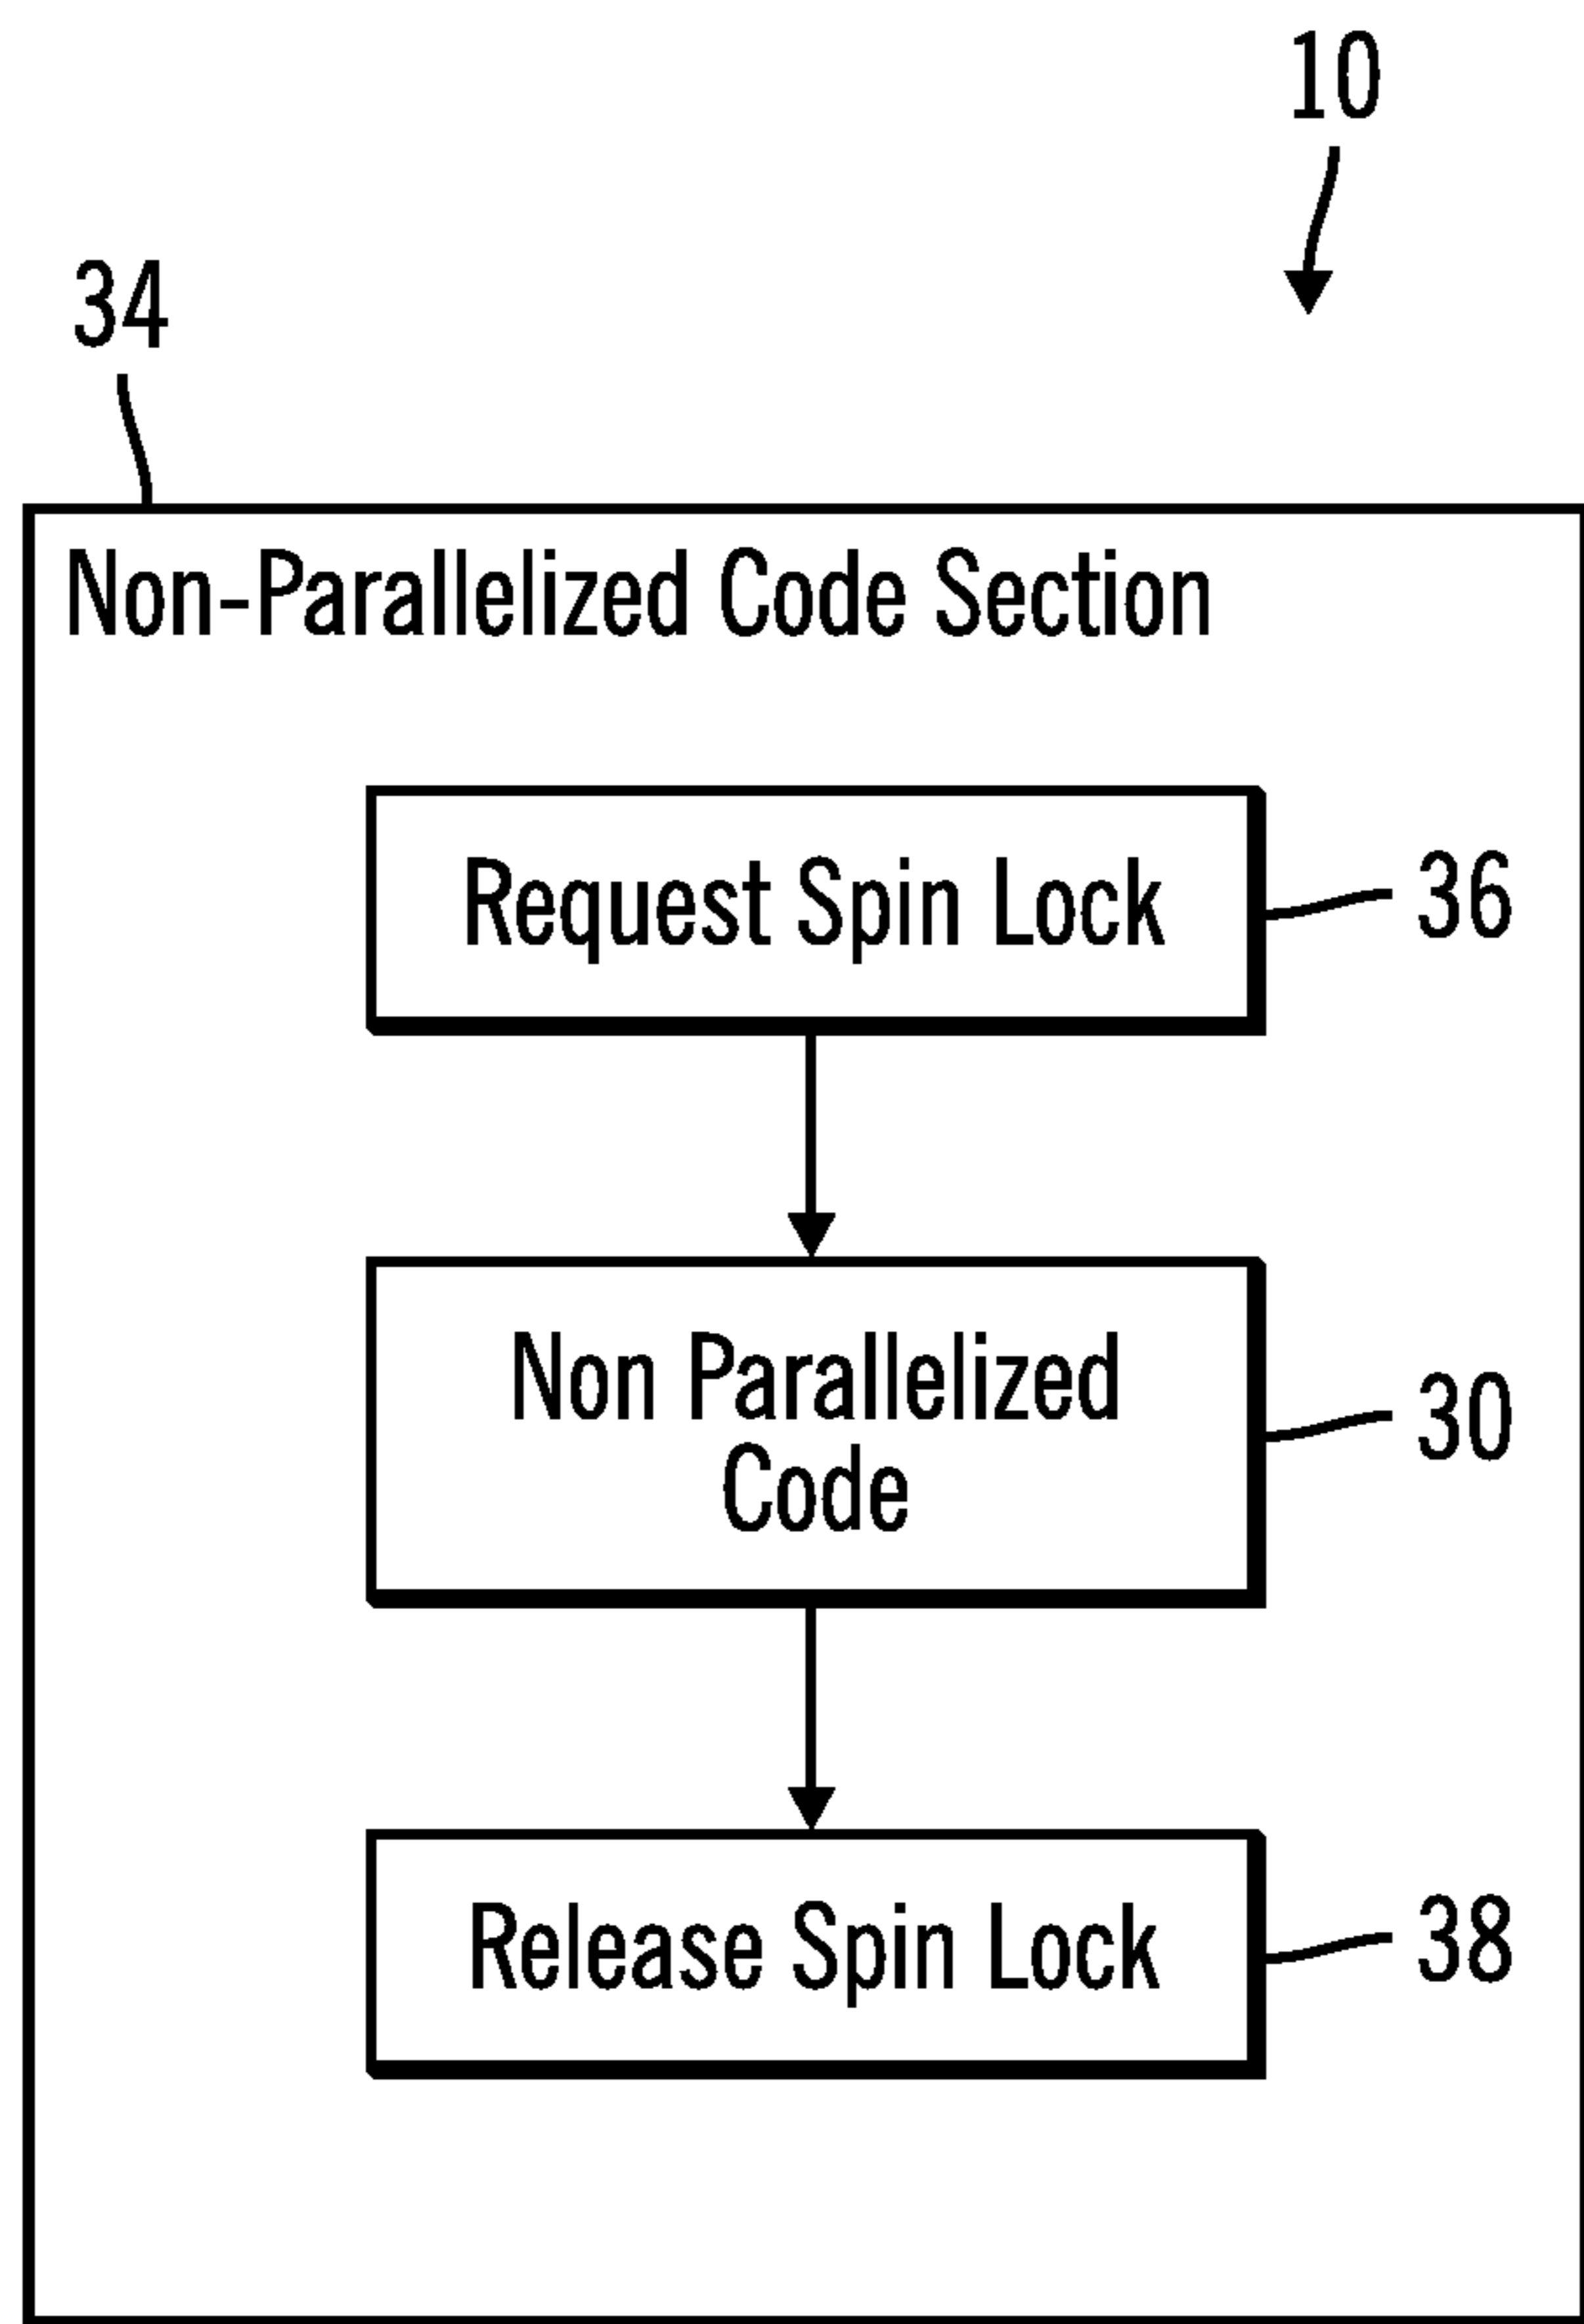 10
34
Non-Parallelized Code Section
Request Spin Lock
36
Non Parallelized
Code
30
Release Spin Lock
38